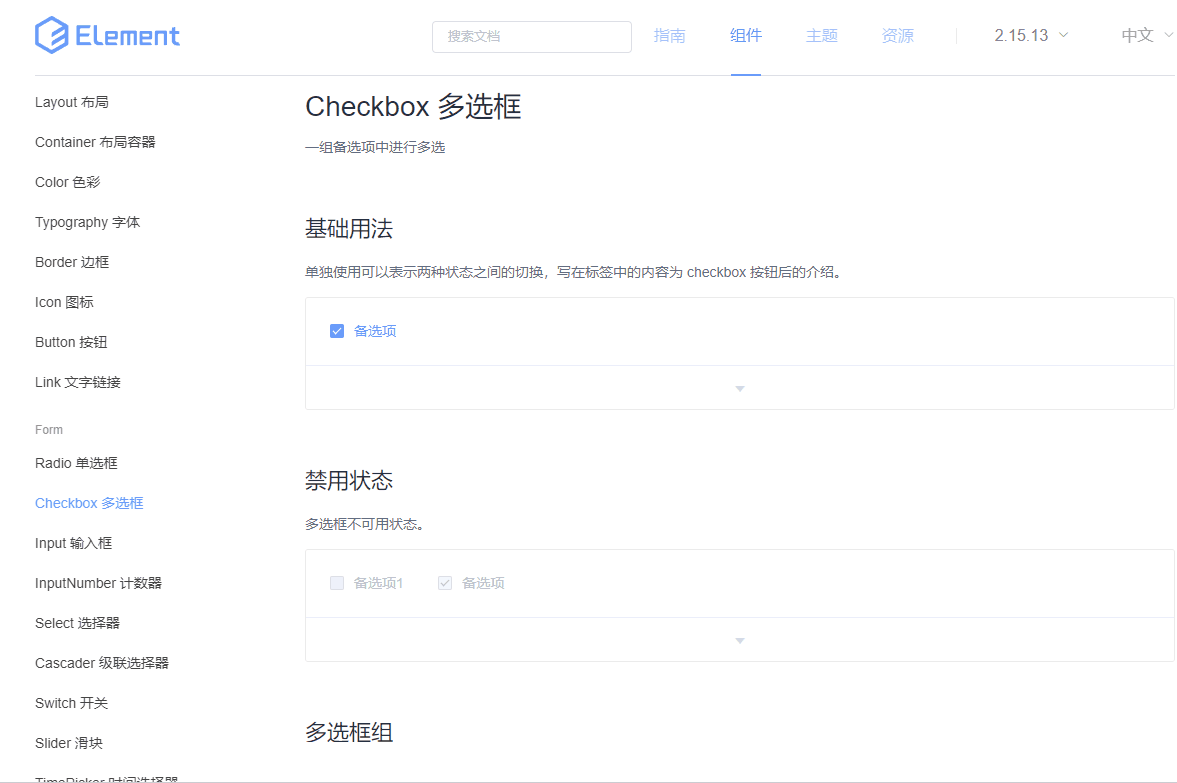 Element
搜索文档
指南
组件
主题
资源
2.15.13
中文
Layout 布局
Container 布局容器
Color 色彩
Typography 字体
Border 边框
Icon 图标
Button 按钮
Link 文字链接
Form
Radio 单选框
Checkbox 多选框
Input 输入框
InputNumber 计数器
Select 选择器
Cascader 级联选择器
Switch 开关
Slider 滑块
TimePicker 时间选择器
Checkbox 多选框
一组备选项中进行多选
基础用法
单独使用可以表示两种状态之间的切换，写在标签中的内容为 checkbox 按钮后的介绍。
备选项
禁用状态
多选框不可用状态。
备选项1 备选项
多选框组